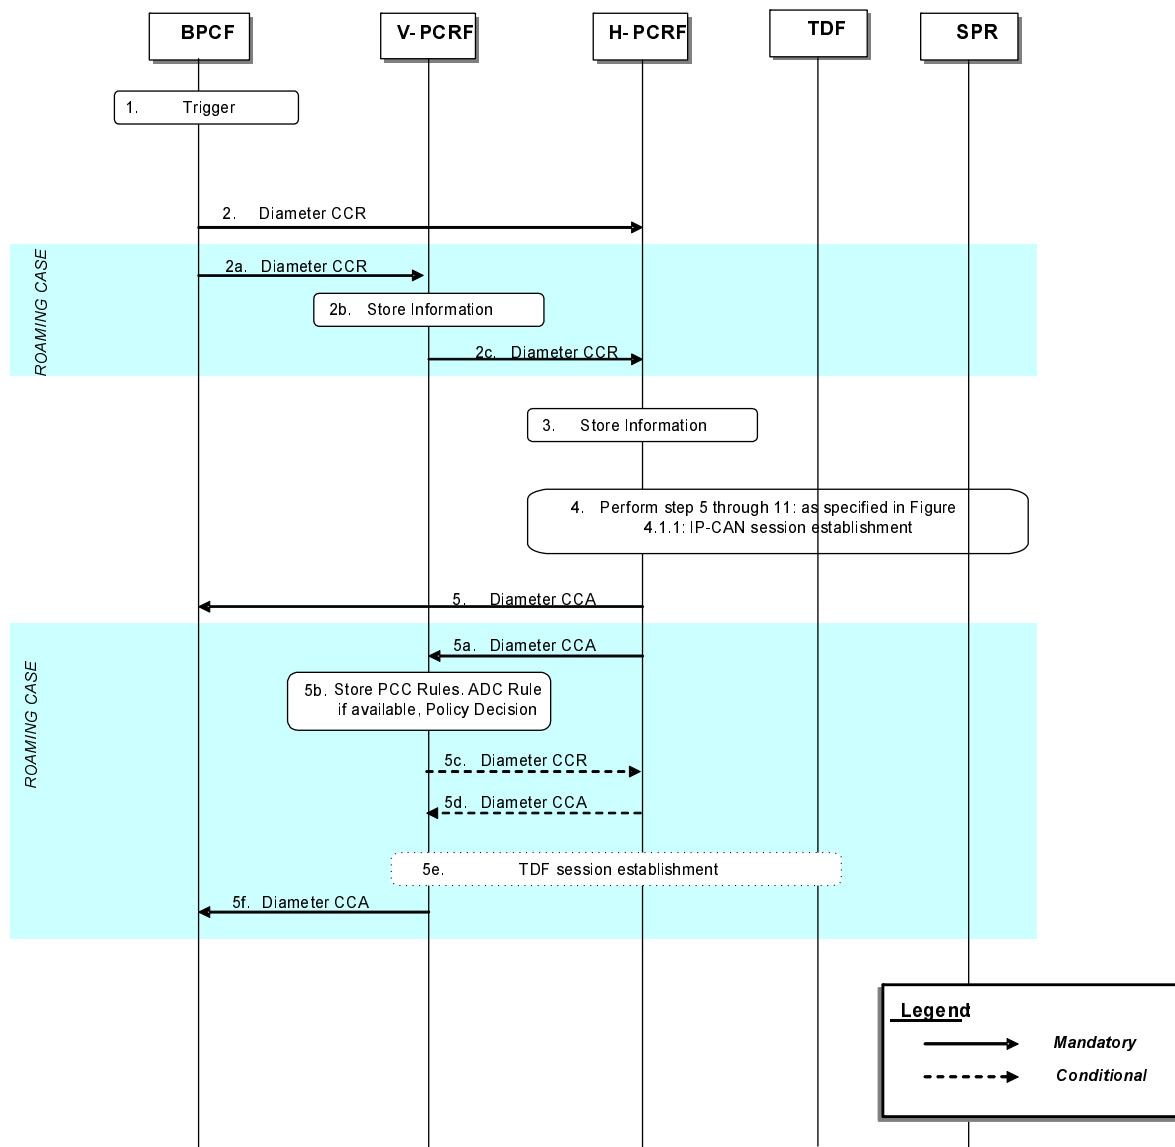 BPCF
V- PCRF
H- PCRF
TDF
SPR
1. Trigger
2. Diameter CCR
ROAMING CASE
2a. Diameter CCR
2b. Store Information
2c. Diameter CCR
3. Store Information
4. Perform step 5 through 11: as specified in Figure
4.1.1: IP-CAN session establishment
5. Diameter CCA
ROAMING CASE
5a. Diameter CCA
5b. Store PCC Rules. ADC Rule
if available, Policy Decision
5c. Diameter CCR
5d. Diameter CCA
5e. TDF session establishment
5f. Diameter CCA
Legend
Mandatory
Conditional